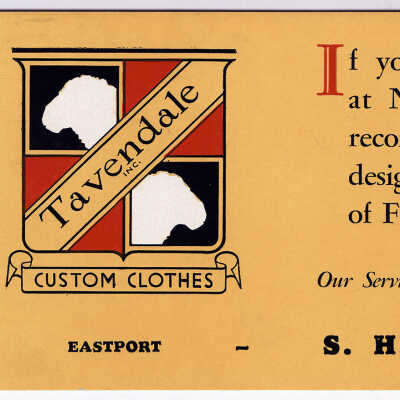 Tavendale
INC.
CUSTOM CLOTHES
EASTPORT ~ S. H
If yo
at N
reco
desig
of F
Our Servi